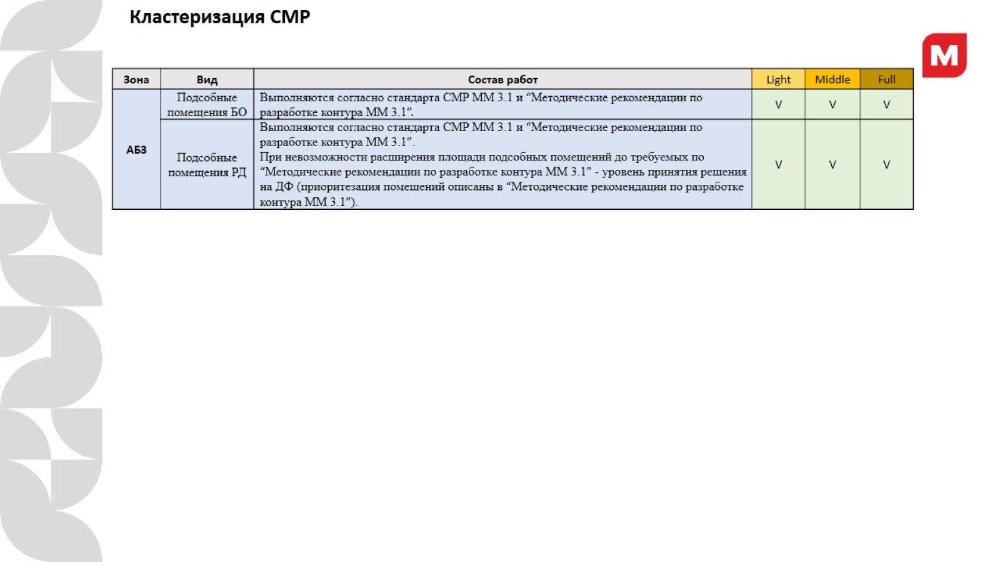 Кластеризация СМР
М
Зона Вид Состав работ Light Middle Full
АБЗ
Подсобные
помещения БО
Выполняются согласно стандарта СМР ММ 3.1 и “Методические рекомендации по
разработке контура ММ 3.1”.
V V V
Подсобные
помещения РД
Выполняются согласно стандарта СМР ММ 3.1 и “Методические рекомендации по
разработке контура ММ 3.1”.
При невозможности расширения площади подсобных помещений до требуемых по
“Методические рекомендации по разработке контура ММ 3.1” - уровень принятия решения
на ДФ (приоритезация помещений описаны в “Методические рекомендации по разработке
контура ММ 3.1”).
V V V